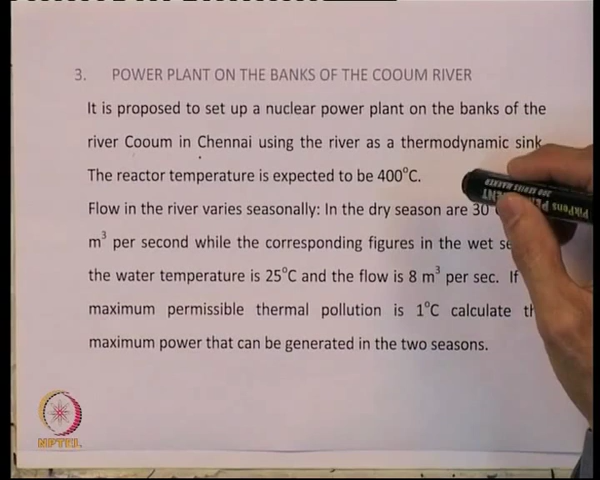 3. POWER PLANT ON THE BANKS OF THE COOUM RIVER
It is proposed to set up a nuclear power plant on the banks of the
river Cooum in Chennai using the river as a thermodynamic sink
The reactor temperature is expected to be 400°C.
Flow in the river varies seasonally: In the dry season are 30
m³ per second while the corresponding figures in the wet
the water temperature is 25°C and the flow is 8 m³ per sec. If
maximum permissible thermal pollution is 1°C calculate
maximum power that can be generated in the two seasons.
NPTEL